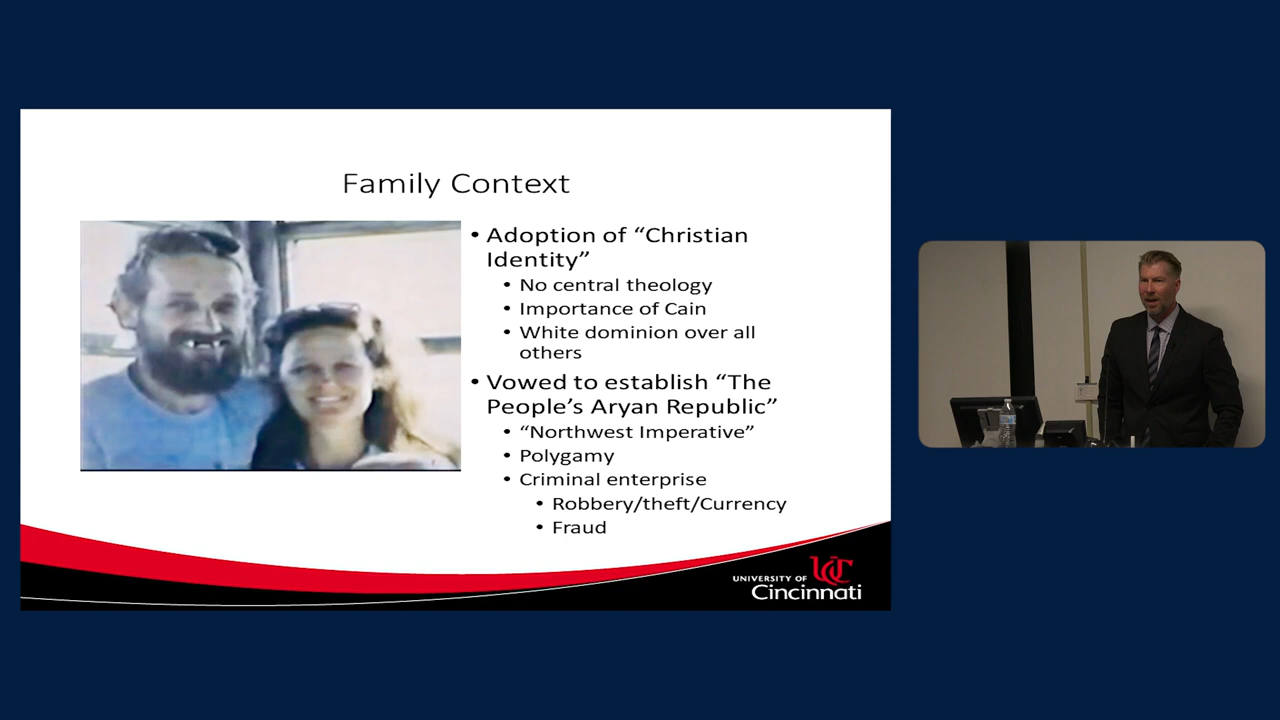 Family Context
• Adoption of “Christian
Identity”
• No central theology
• Importance of Cain
• White dominion over all
others
• Vowed to establish “The
People’s Aryan Republic”
• “Northwest Imperative”
• Polygamy
• Criminal enterprise
• Robbery/theft/Currency
• Fraud
UNIVERSITY OF
UC
Cincinnati